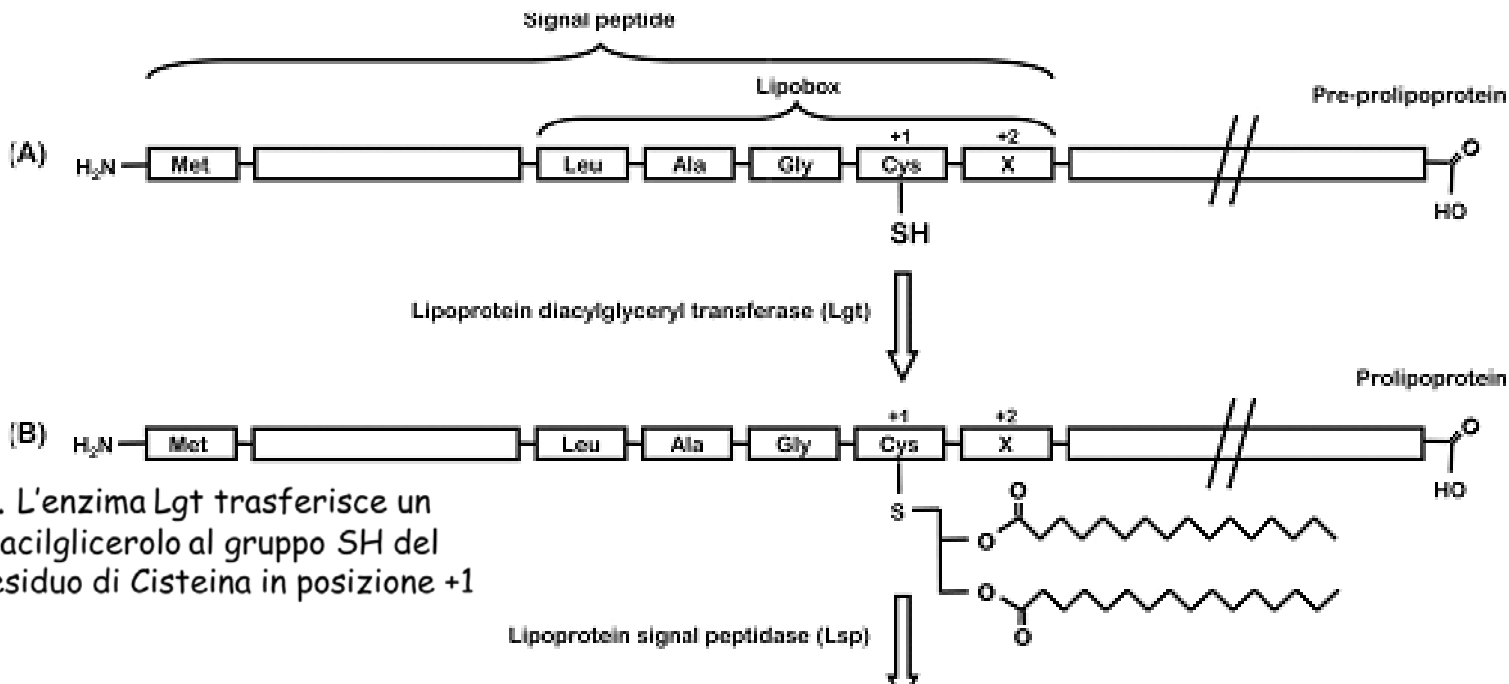 Signal peptide
Lipobox
Pre-prolipoprotein
(A) H₂N Met Leu Ala Gly +1 Cys +2 X O
HO
SH
Lipoprotein diacylglyceryl transferase (Lgt)
Prolipoprotein
(B) H₂N Met Leu Ala Gly +1 Cys +2 X O
HO
. L'enzima Lgt trasferisce un
acilglicerolo al gruppo SH del
esiduo di Cisteina in posizione +1
S O O
O O
Lipoprotein signal peptidase (Lsp)